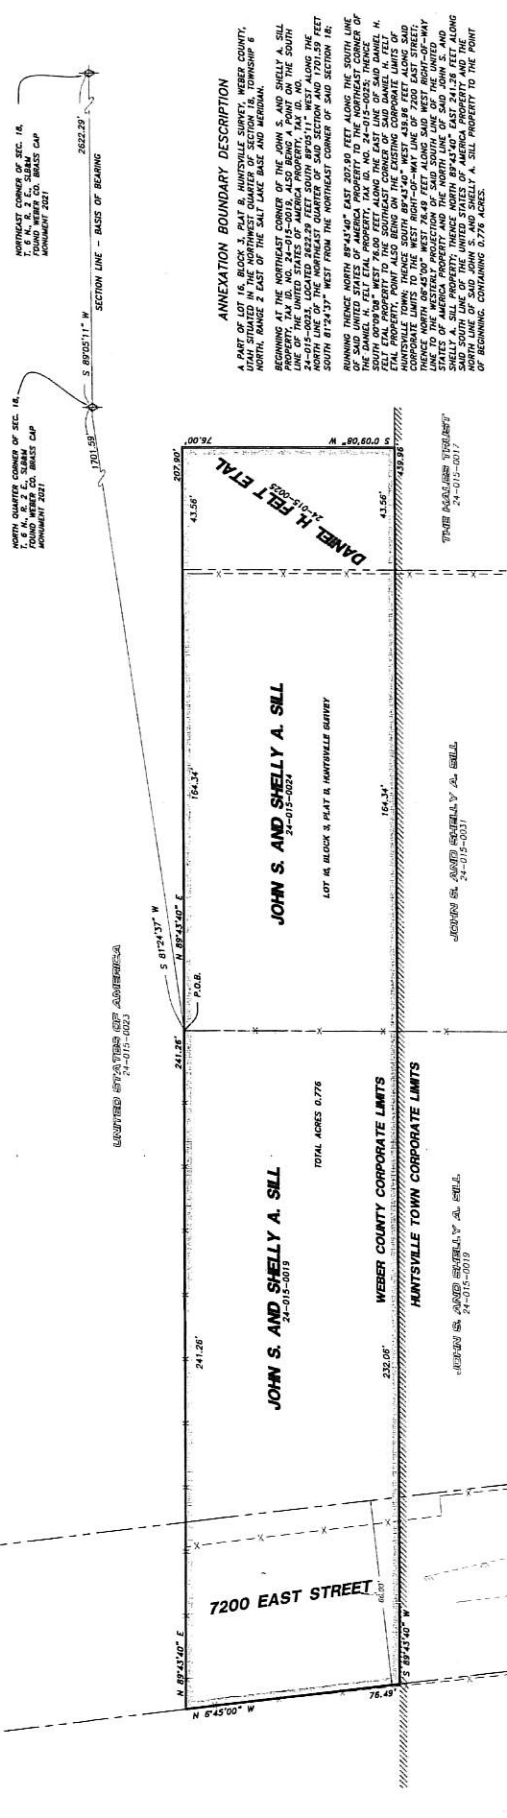 NORTHEAST CORNER OF SEC. 18,
T. 6 N., R. 2 E., SLB&M
FOUND WEBER CO. BRASS CAP
MONUMENT 2021
NORTH QUARTER CORNER OF SEC. 18,
T. 6 N., R. 2 E., SLB&M
FOUND WEBER CO. BRASS CAP
MONUMENT 2021
S 89°05'11" W
2622.29'
SECTION LINE - BASIS OF BEARING
1701.59'
ANNEXATION BOUNDARY DESCRIPTION
A PART OF LOT 16, BLOCK 3, PLAT B, HUNTSVILLE SURVEY, WEBER COUNTY,
UTAH SITUATED IN THE NORTHWEST QUARTER OF SECTION 18, TOWNSHIP 6
NORTH, RANGE 2 EAST OF THE SALT LAKE BASE AND MERIDIAN.
BEGINNING AT THE NORTHEAST CORNER OF THE JOHN S. AND SHELLY A. SILL
PROPERTY, TAX ID. NO. 24-015-0019, ALSO BEING A POINT ON THE SOUTH
LINE OF THE UNITED STATES OF AMERICA PROPERTY, TAX ID. NO.
24-015-0023, LOCATED 2622.29 FEET SOUTH 89°05'11" WEST ALONG THE
NORTH LINE OF THE NORTHEAST QUARTER OF SAID SECTION AND 1701.59 FEET
SOUTH 81°24'37" WEST FROM THE NORTHEAST CORNER OF SAID SECTION 18;
RUNNING THENCE NORTH 89°43'40" EAST 207.90 FEET ALONG THE SOUTH LINE
OF SAID UNITED STATES OF AMERICA PROPERTY TO THE NORTHEAST CORNER OF
THE DANIEL H. FELT ETAL PROPERTY, TAX ID. NO. 24-015-0025; THENCE
SOUTH 00°09'08" WEST 76.00 FEET ALONG THE EAST LINE OF SAID DANIEL H.
FELT ETAL PROPERTY TO THE SOUTHEAST CORNER OF SAID DANIEL H. FELT
ETAL PROPERTY, POINT ALSO BEING ON THE EXISTING CORPORATE LIMITS OF
HUNTSVILLE TOWN; THENCE SOUTH 89°43'40" WEST 439.96 FEET ALONG SAID
CORPORATE LIMITS TO THE WEST RIGHT-OF-WAY LINE OF 7200 EAST STREET;
THENCE NORTH 06°45'00" WEST 76.49 FEET ALONG SAID WEST RIGHT-OF-WAY
LINE TO THE WESTERLY PROJECTION OF SAID SOUTH LINE OF THE UNITED
STATES OF AMERICA PROPERTY AND THE NORTH LINE OF SAID JOHN S. AND
SHELLY A. SILL PROPERTY; THENCE NORTH 89°43'40" EAST 241.26 FEET ALONG
SAID SOUTH LINE OF THE UNITED STATES OF AMERICA PROPERTY AND THE
NORTH LINE OF SAID JOHN S. AND SHELLY A. SILL PROPERTY TO THE POINT
OF BEGINNING. CONTAINING 0.776 ACRES.
UNITED STATES OF AMERICA
24-015-0023
S 81°24'37" W
N 89°43'40" E
207.90'
76.00'
S 0°09'08" W
P.O.B.
241.26'
43.56'
DANIEL H. FELT ETAL
24-015-0025
43.56'
439.96'
164.34'
JOHN S. AND SHELLY A. SILL
24-015-0024
LOT 16, BLOCK 3, PLAT B, HUNTSVILLE SURVEY
164.34'
241.26'
JOHN S. AND SHELLY A. SILL
24-015-0019
TOTAL ACRES 0.776
WEBER COUNTY CORPORATE LIMITS
232.06'
HUNTSVILLE TOWN CORPORATE LIMITS
N 89°43'40" E
7200 EAST STREET
66.00'
N 6°45'00" W
76.49'
S 89°43'40" W
JOHN S. AND SHELLY A. SILL
24-015-0019
JOHN S. AND SHELLY A. SILL
24-015-0031
THE HALES TRUST
24-015-0017